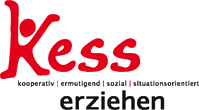 Kess
kooperativ | ermutigend | sozial | situationsorientiert
erziehen